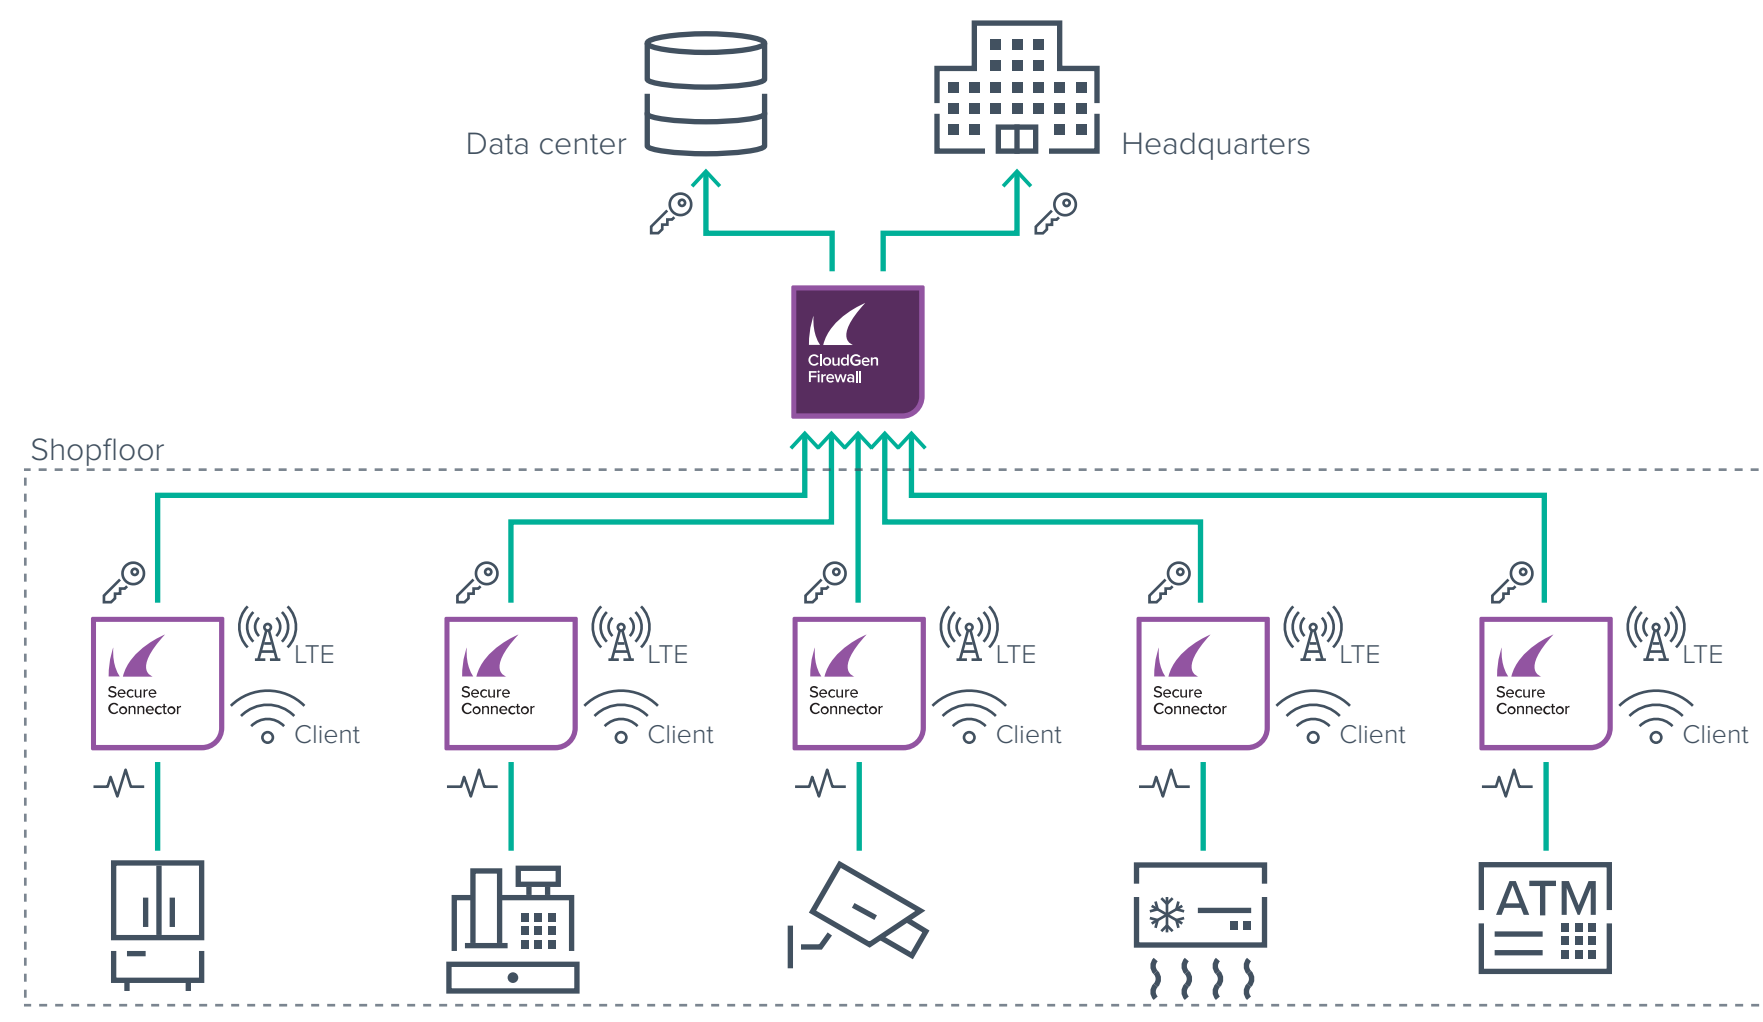 Data center
Headquarters
CloudGen
Firewall
Shopfloor
LTE
Secure
Connector
Client
LTE
Secure
Connector
Client
LTE
Secure
Connector
Client
LTE
Secure
Connector
Client
LTE
Secure
Connector
Client
ATM